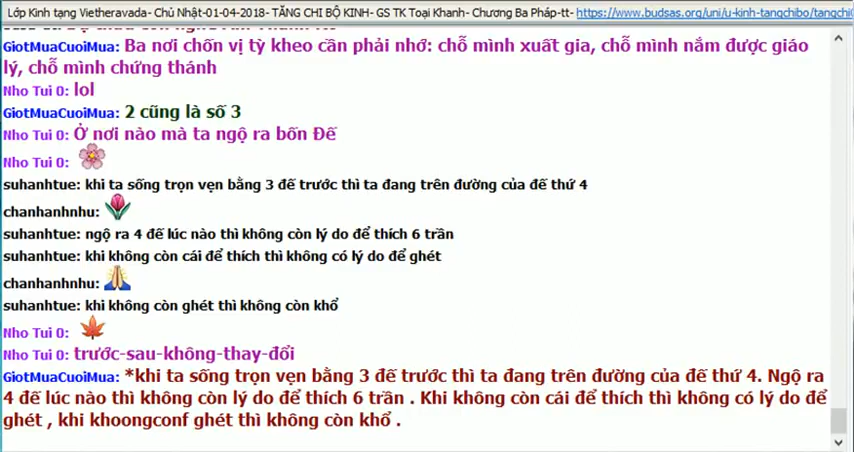 Lớp Kinh tạng Vietheravada- Chủ Nhật-01-04-2018- TĂNG CHI BỘ KINH- GS TK Toại Khanh- Chương Ba Pháp-tt- https://www.budsas.org/uni/u-kinh-tangchibo/tangchi
GiotMuaCuoiMua: Ba nơi chốn vị tỳ kheo cần phải nhớ: chỗ mình xuất gia, chỗ mình nắm được giáo
lý, chỗ mình chứng thánh
Nho Tui 0: lol
GiotMuaCuoiMua: 2 cũng là số 3
Nho Tui 0: Ở nơi nào mà ta ngộ ra bốn Đế
Nho Tui 0:
suhanhtue: khi ta sống trọn vẹn bằng 3 đế trước thì ta đang trên đường của đế thứ 4
chanhanhnhu:
suhanhtue: ngộ ra 4 đế lúc nào thì không còn lý do để thích 6 trần
suhanhtue: khi không còn cái để thích thì không có lý do để ghét
chanhanhnhu:
suhanhtue: khi không còn ghét thì không còn khổ
Nho Tui 0:
Nho Tui 0: trước-sau-không-thay-đổi
GiotMuaCuoiMua: *khi ta sống trọn vẹn bằng 3 đế trước thì ta đang trên đường của đế thứ 4. Ngộ ra
4 đế lúc nào thì không còn lý do để thích 6 trần . Khi không còn cái để thích thì không có lý do để
ghét , khi khoongconf ghét thì không còn khổ .